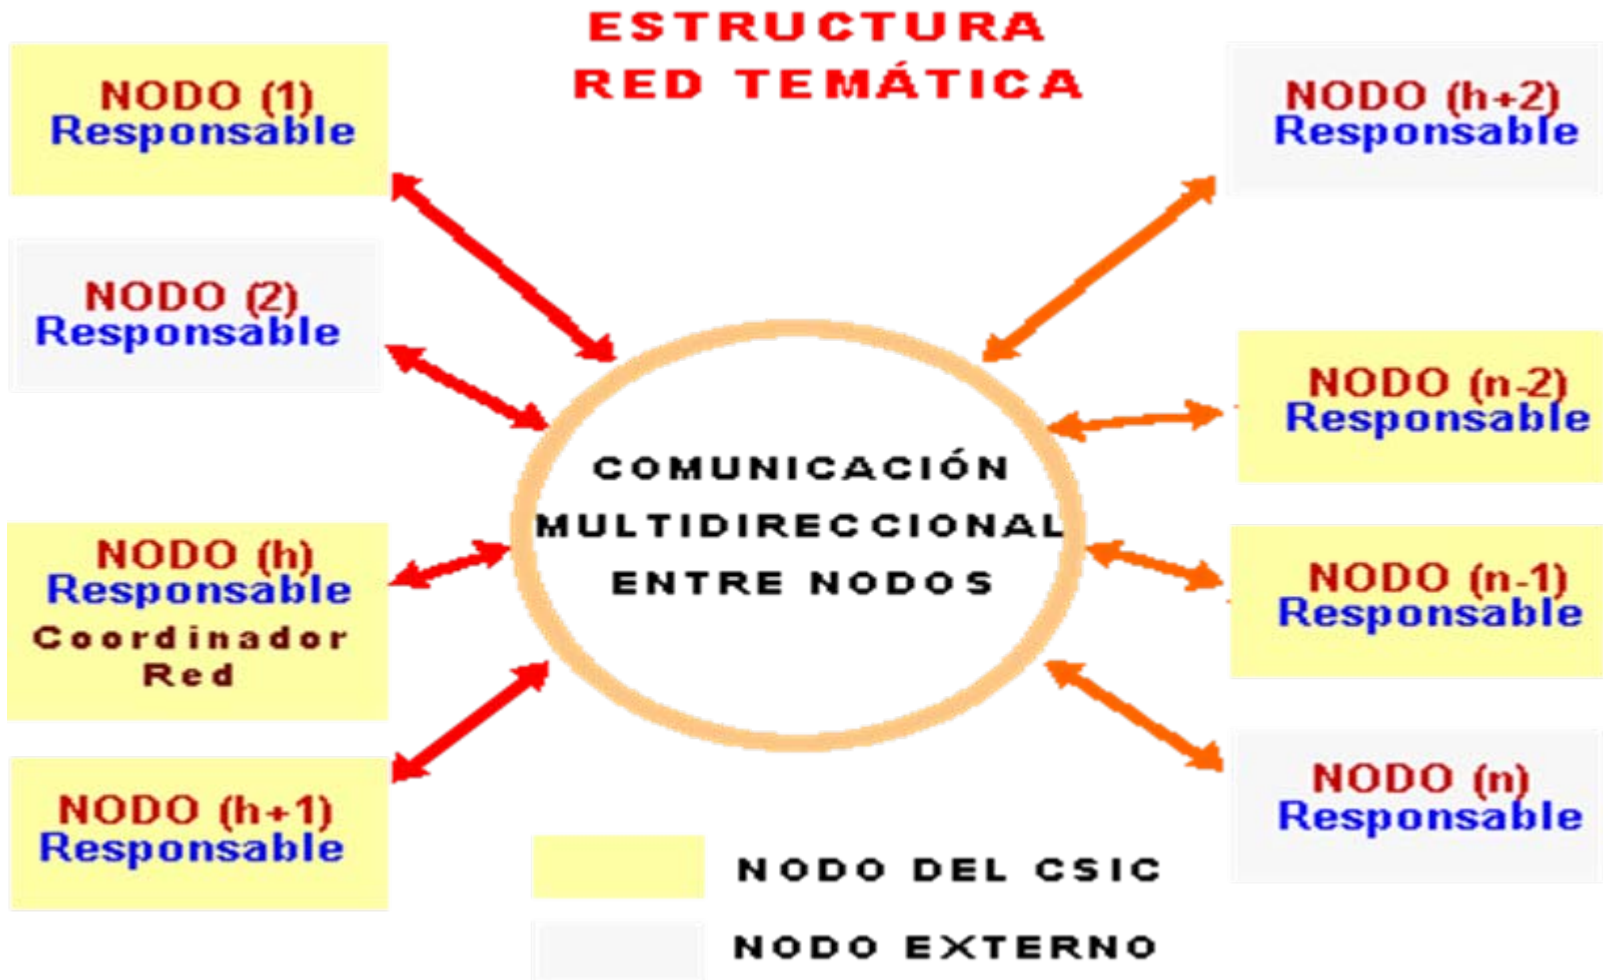 ESTRUCTURA
RED TEMÁTICA
NODO (1)
Responsable
NODO (2)
Responsable
NODO (h)
Responsable
Coordinador
Red
NODO (h+1)
Responsable
COMUNICACIÓN
MULTIDIRECCIONAL
ENTRE NODOS
NODO (h+2)
Responsable
NODO (n-2)
Responsable
NODO (n-1)
Responsable
NODO (n)
Responsable
NODO DEL CSIC
NODO EXTERNO